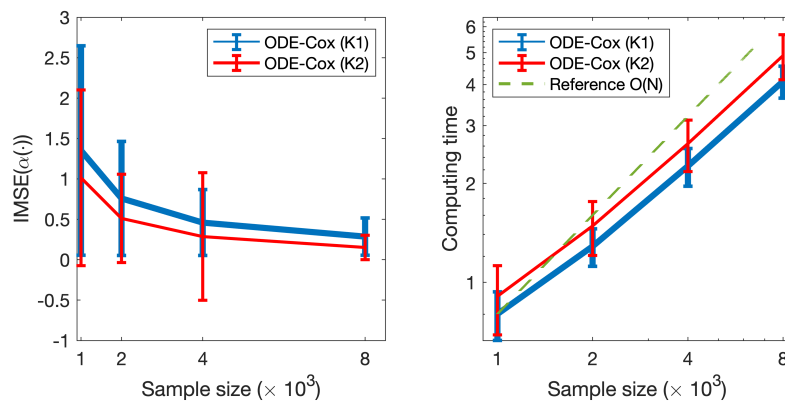 3
2.5
2
1.5
1
0.5
0
-0.5
-1
IMSE(α(·))
ODE-Cox (K1)
ODE-Cox (K2)
1 2 4 8
Sample size (× 10³)
6
5
4
3
2
1
Computing time
ODE-Cox (K1)
ODE-Cox (K2)
Reference O(N)
1 2 4 8
Sample size (× 10³)